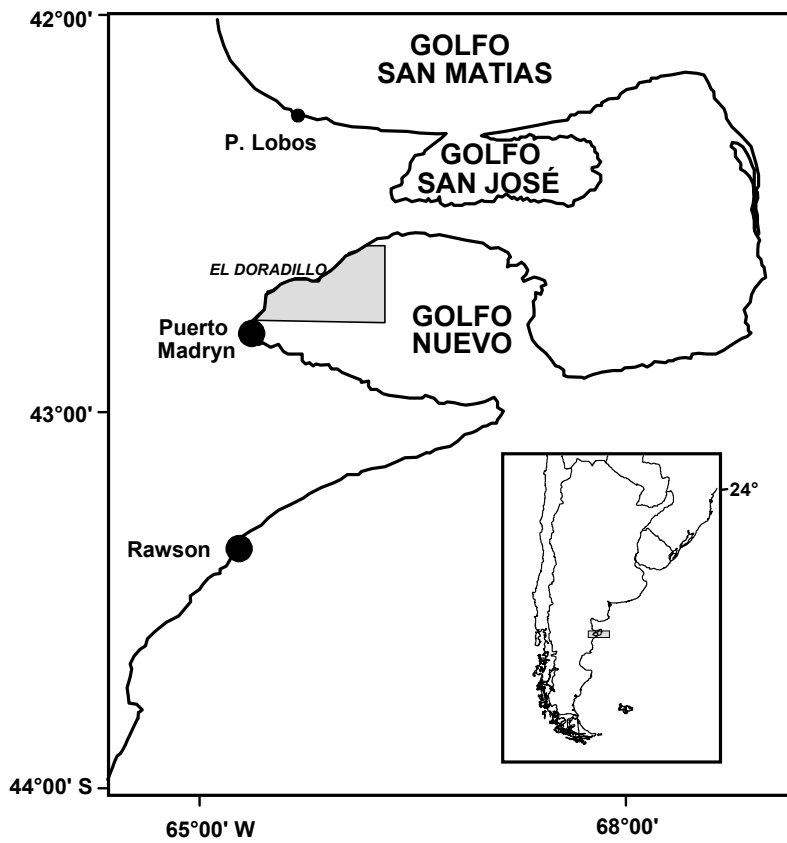 42°00'
GOLFO
SAN MATIAS
P. Lobos
GOLFO
SAN JOSÉ
EL DORADILLO
Puerto
Madryn
GOLFO
NUEVO
43°00'
24°
Rawson
44°00' S
65°00' W
68°00'